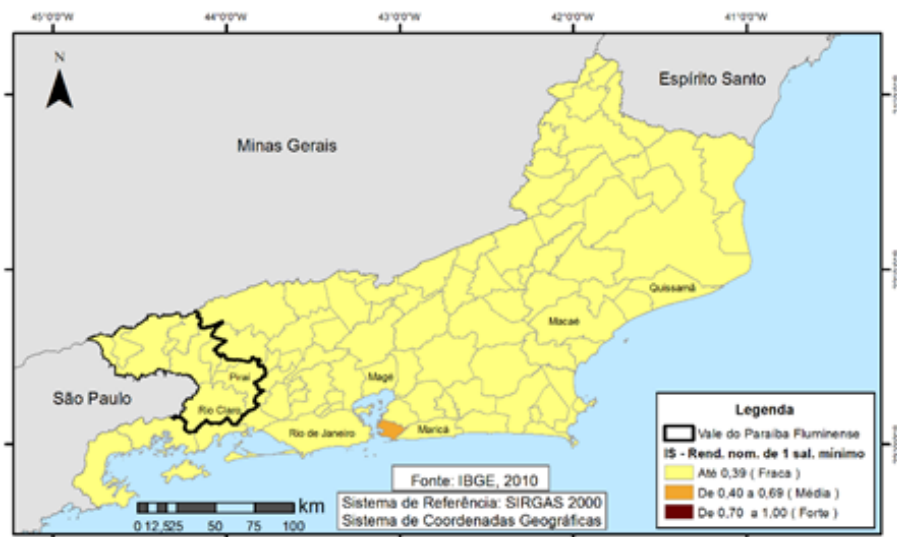 45°0'0"W 44°0'0"W 43°0'0"W 42°0'0"W 41°0'0"W
N
Espírito Santo
Minas Gerais
Quissamã
Macaé
Piraí
Magé
São Paulo
Rio Claro
Rio de Janeiro
Maricá
Legenda
Vale do Paraíba Fluminense
IS - Rend. nom. de 1 sal. mínimo
Até 0,39 ( Fraca )
De 0,40 a 0,69 ( Média )
De 0,70 a 1,00 ( Forte )
Fonte: IBGE, 2010
km
0 12,525 50 75 100
Sistema de Referência: SIRGAS 2000
Sistema de Coordenadas Geográficas